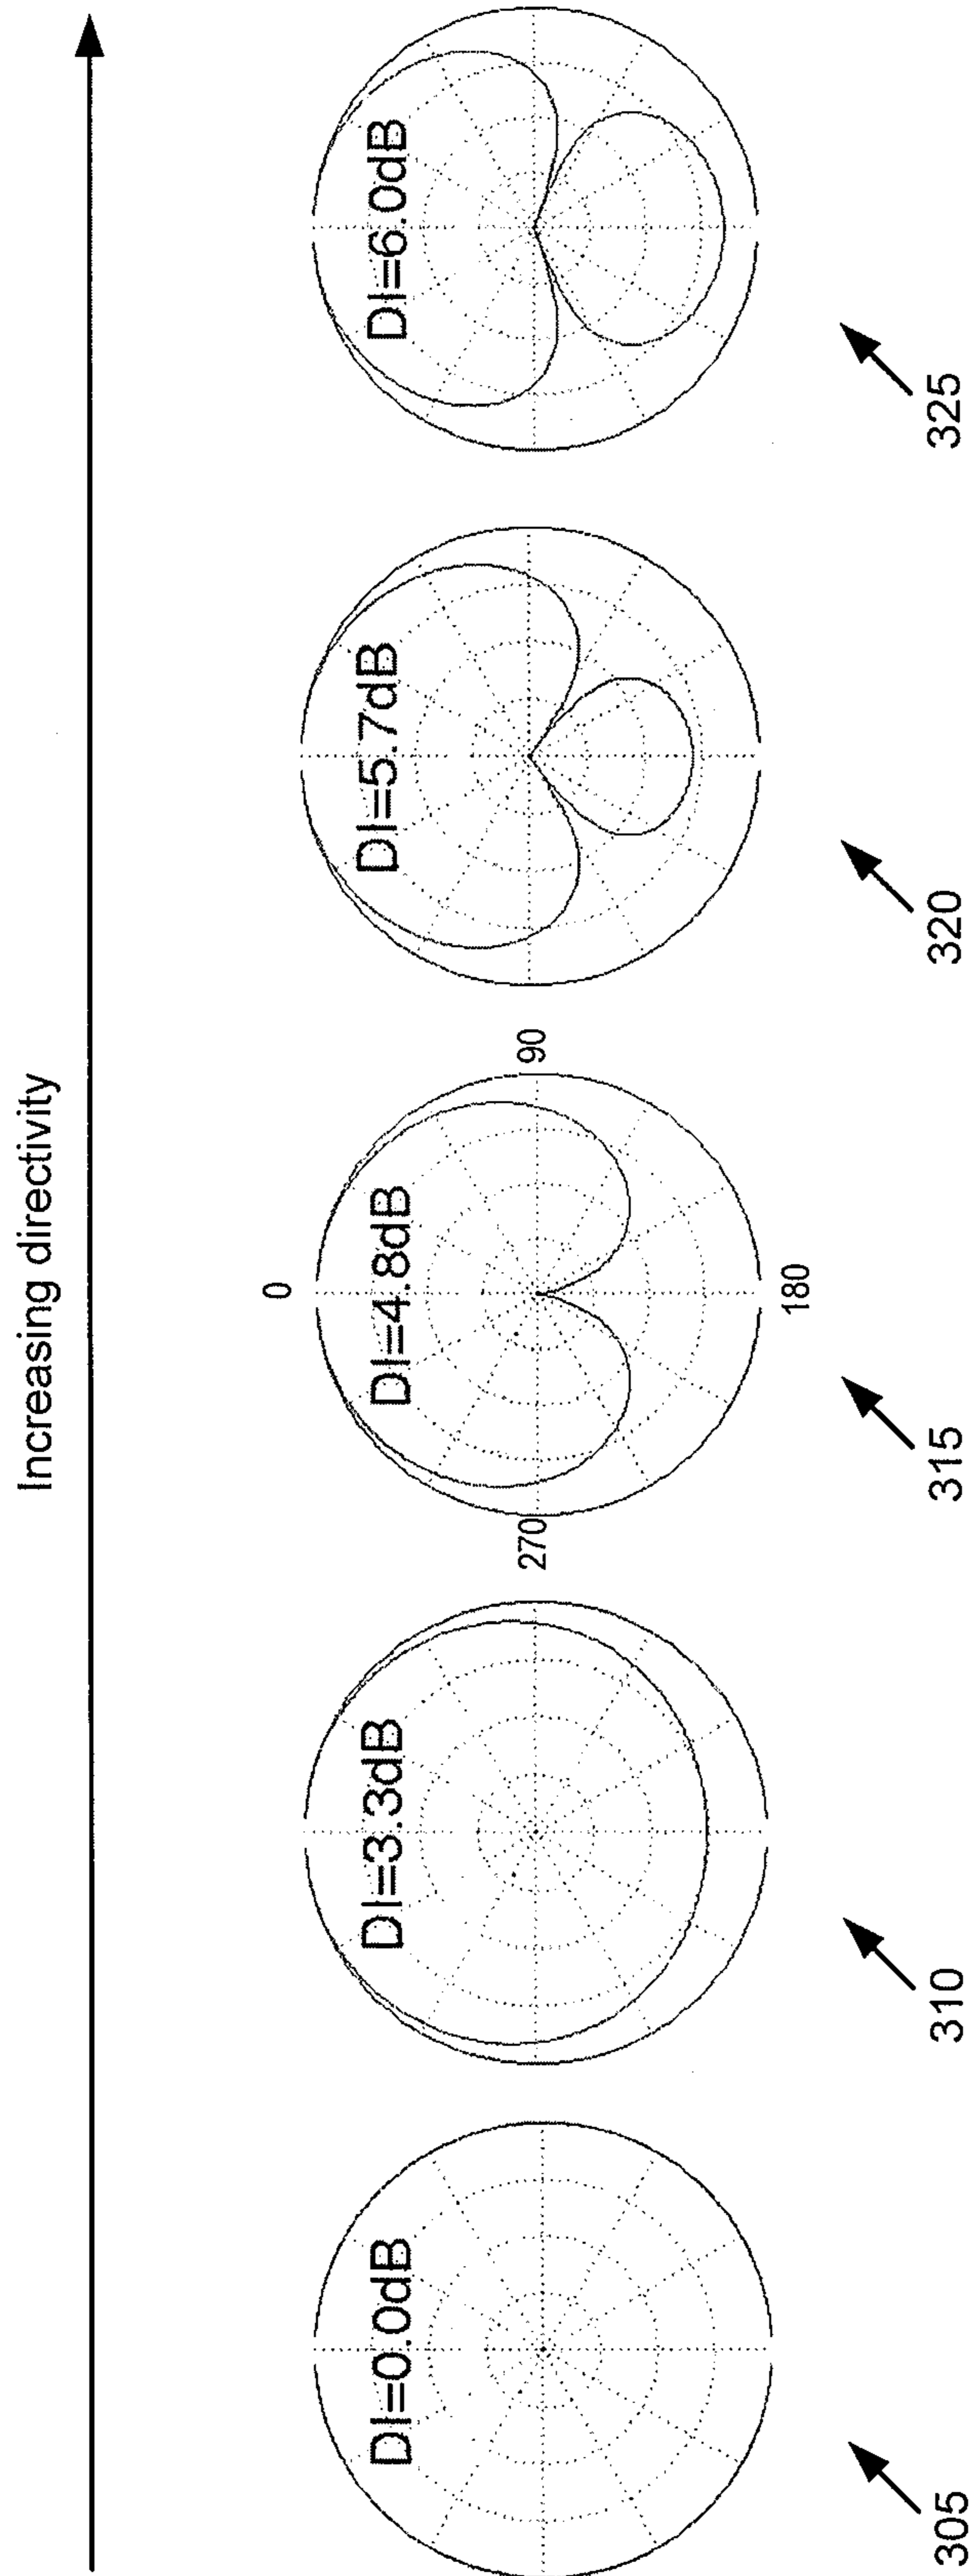 Increasing directivity
DI=0.0dB
DI=3.3dB
DI=4.8dB
DI=5.7dB
DI=6.0dB
0
270
90
180
305
310
315
320
325